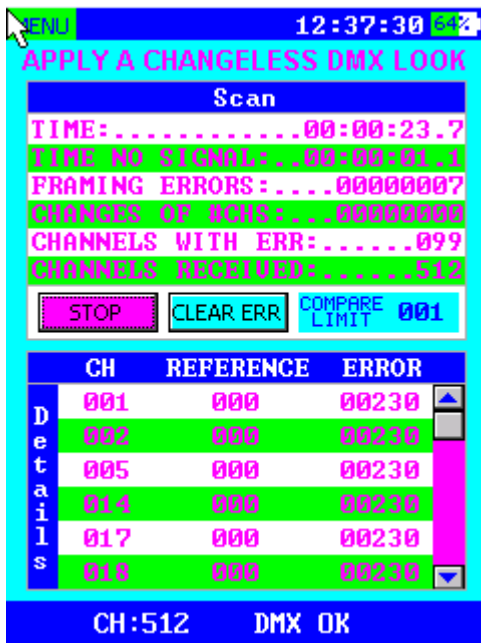 MENU 12:37:30 64%
APPLY A CHANGELESS DMX LOOK
Scan
TIME:............00:00:23.7
TIME NO SIGNAL:..00:00:01.1
FRAMING ERRORS:....00000007
CHANGES OF #CHS:...00000000
CHANNELS WITH ERR:......099
CHANNELS RECEIVED:......512
STOP CLEAR ERR COMPARE LIMIT 001
Details
CH REFERENCE ERROR
001 000 00230
002 000 00230
005 000 00230
014 000 00230
017 000 00230
018 000 00230
CH:512 DMX OK